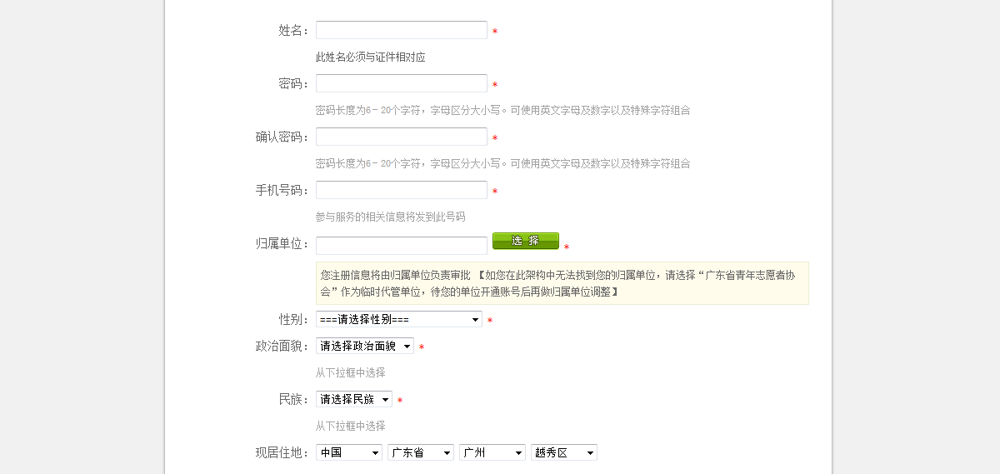 姓名： *
此姓名必须与证件相对应
密码： *
密码长度为6－20个字符，字母区分大小写。可使用英文字母及数字以及特殊字符组合
确认密码： *
密码长度为6－20个字符，字母区分大小写。可使用英文字母及数字以及特殊字符组合
手机号码： *
参与服务的相关信息将发到此号码
归属单位： 选 择 *
您注册信息将由归属单位负责审批 【如您在此架构中无法找到您的归属单位，请选择“广东省青年志愿者协
会”作为临时代管单位，待您的单位开通账号后再做归属单位调整】
性别： ===请选择性别=== *
政治面貌： 请选择政治面貌 *
从下拉框中选择
民族： 请选择民族 *
从下拉框中选择
现居住地： 中国 广东省 广州 越秀区